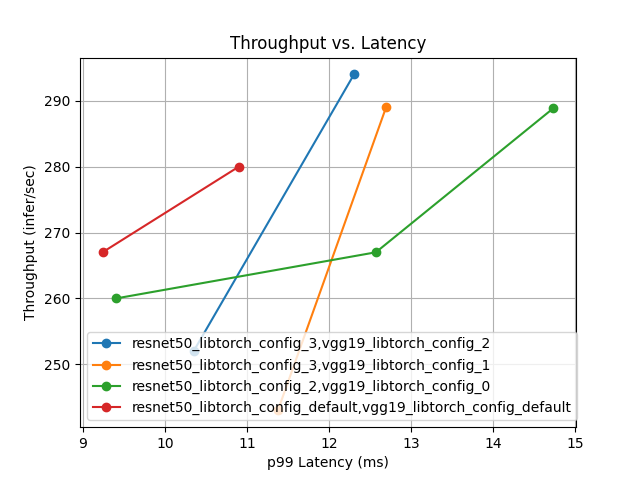 Throughput vs. Latency
Throughput (infer/sec)
290
280
270
260
250
resnet50_libtorch_config_3,vgg19_libtorch_config_2
resnet50_libtorch_config_3,vgg19_libtorch_config_1
resnet50_libtorch_config_2,vgg19_libtorch_config_0
resnet50_libtorch_config_default,vgg19_libtorch_config_default
9 10 11 12 13 14 15
p99 Latency (ms)